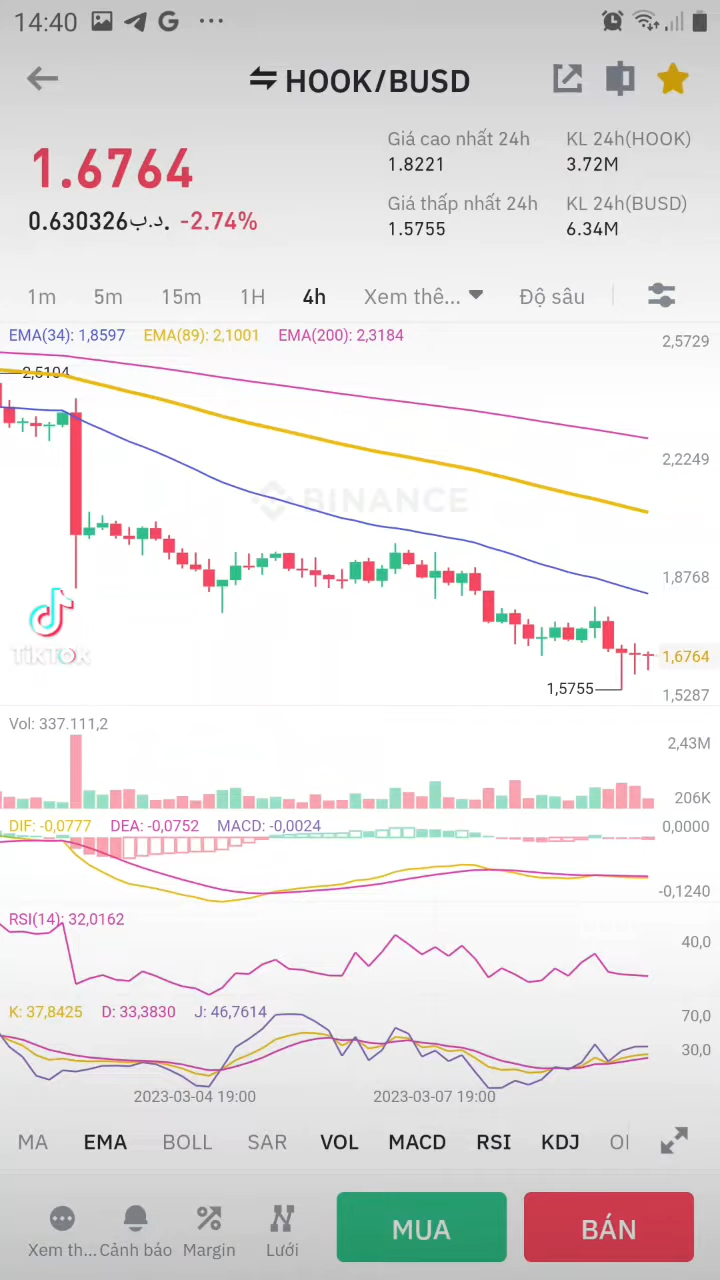 14:40
HOOK/BUSD
1.6764
0.630326د.ب. -2.74%
Giá cao nhất 24h
1.8221
KL 24h(HOOK)
3.72M
Giá thấp nhất 24h
1.5755
KL 24h(BUSD)
6.34M
1m 5m 15m 1H 4h Xem thê... Độ sâu
EMA(34): 1,8597 EMA(89): 2,1001 EMA(200): 2,3184
2,5729
2,5104
2,2249
BINANCE
1,8768
TikTok
1,6764
1,5755
1,5287
Vol: 337.111,2
2,43M
206K
DIF: -0,0777 DEA: -0,0752 MACD: -0,0024
0,0000
-0,1240
RSI(14): 32,0162
40,0
K: 37,8425 D: 33,3830 J: 46,7614
70,0
30,0
2023-03-04 19:00 2023-03-07 19:00
MA EMA BOLL SAR VOL MACD RSI KDJ
Xem th... Cảnh báo Margin Lưới
MUA BÁN